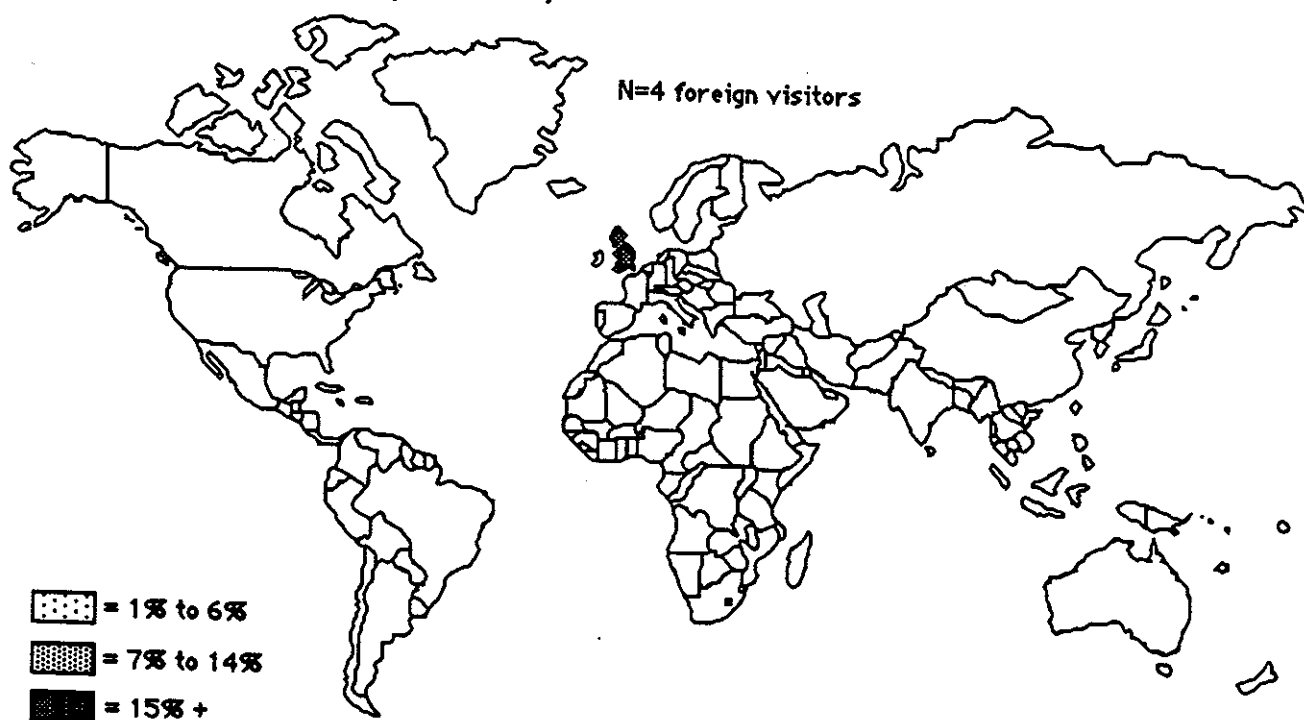 N=4 foreign visitors
= 1% to 6%
= 7% to 14%
= 15% +